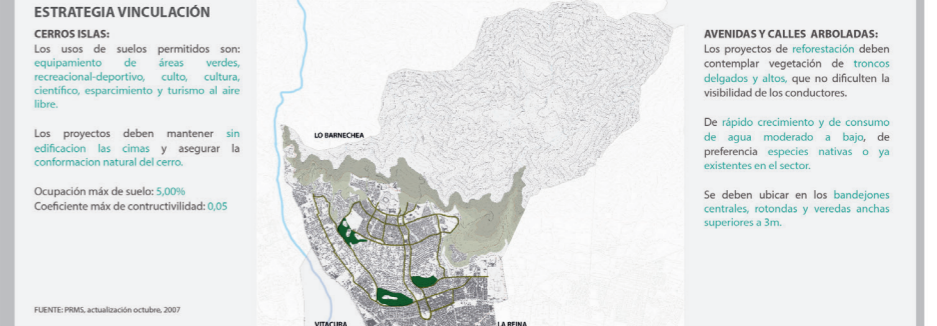 ESTRATEGIA VINCULACIÓN
CERROS ISLAS:
Los usos de suelos permitidos son:
equipamiento de áreas verdes,
recreacional-deportivo, culto, cultura,
científico, esparcimiento y turismo al aire
libre.
Los proyectos deben mantener sin
edificacion las cimas y asegurar la
conformacion natural del cerro.
Ocupación máx de suelo: 5,00%
Coeficiente máx de contructivilidad: 0,05
FUENTE: PRMS, actualización octubre, 2007
LO BARNECHEA
VITACURA
LA REINA
AVENIDAS Y CALLES ARBOLADAS:
Los proyectos de reforestación deben
contemplar vegetación de troncos
delgados y altos, que no dificulten la
visibilidad de los conductores.
De rápido crecimiento y de consumo
de agua moderado a bajo, de
preferencia especies nativas o ya
existentes en el sector.
Se deben ubicar en los bandejones
centrales, rotondas y veredas anchas
superiores a 3m.